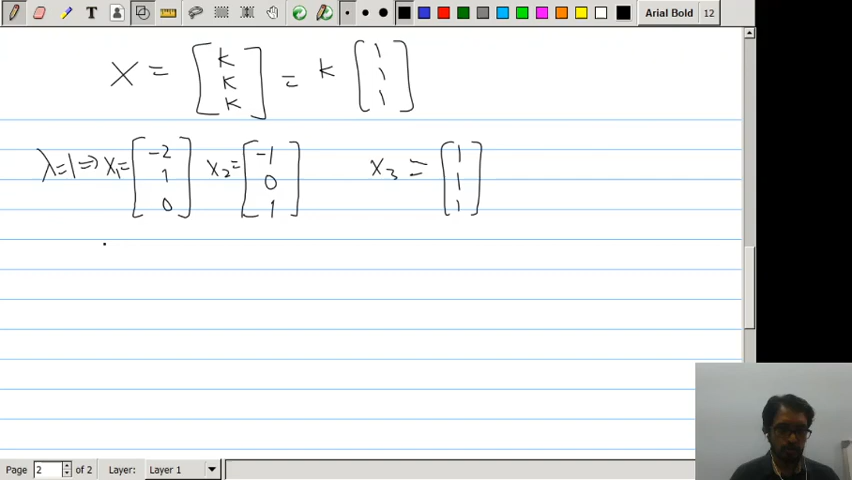 Arial Bold 12
X = [k k k] = k [1 1 1]
λ=1 ⇒ X₁= [-2 1 0] X₂= [-1 0 1] X₃ = [1 1 1]
Page 2 of 2 Layer: Layer 1